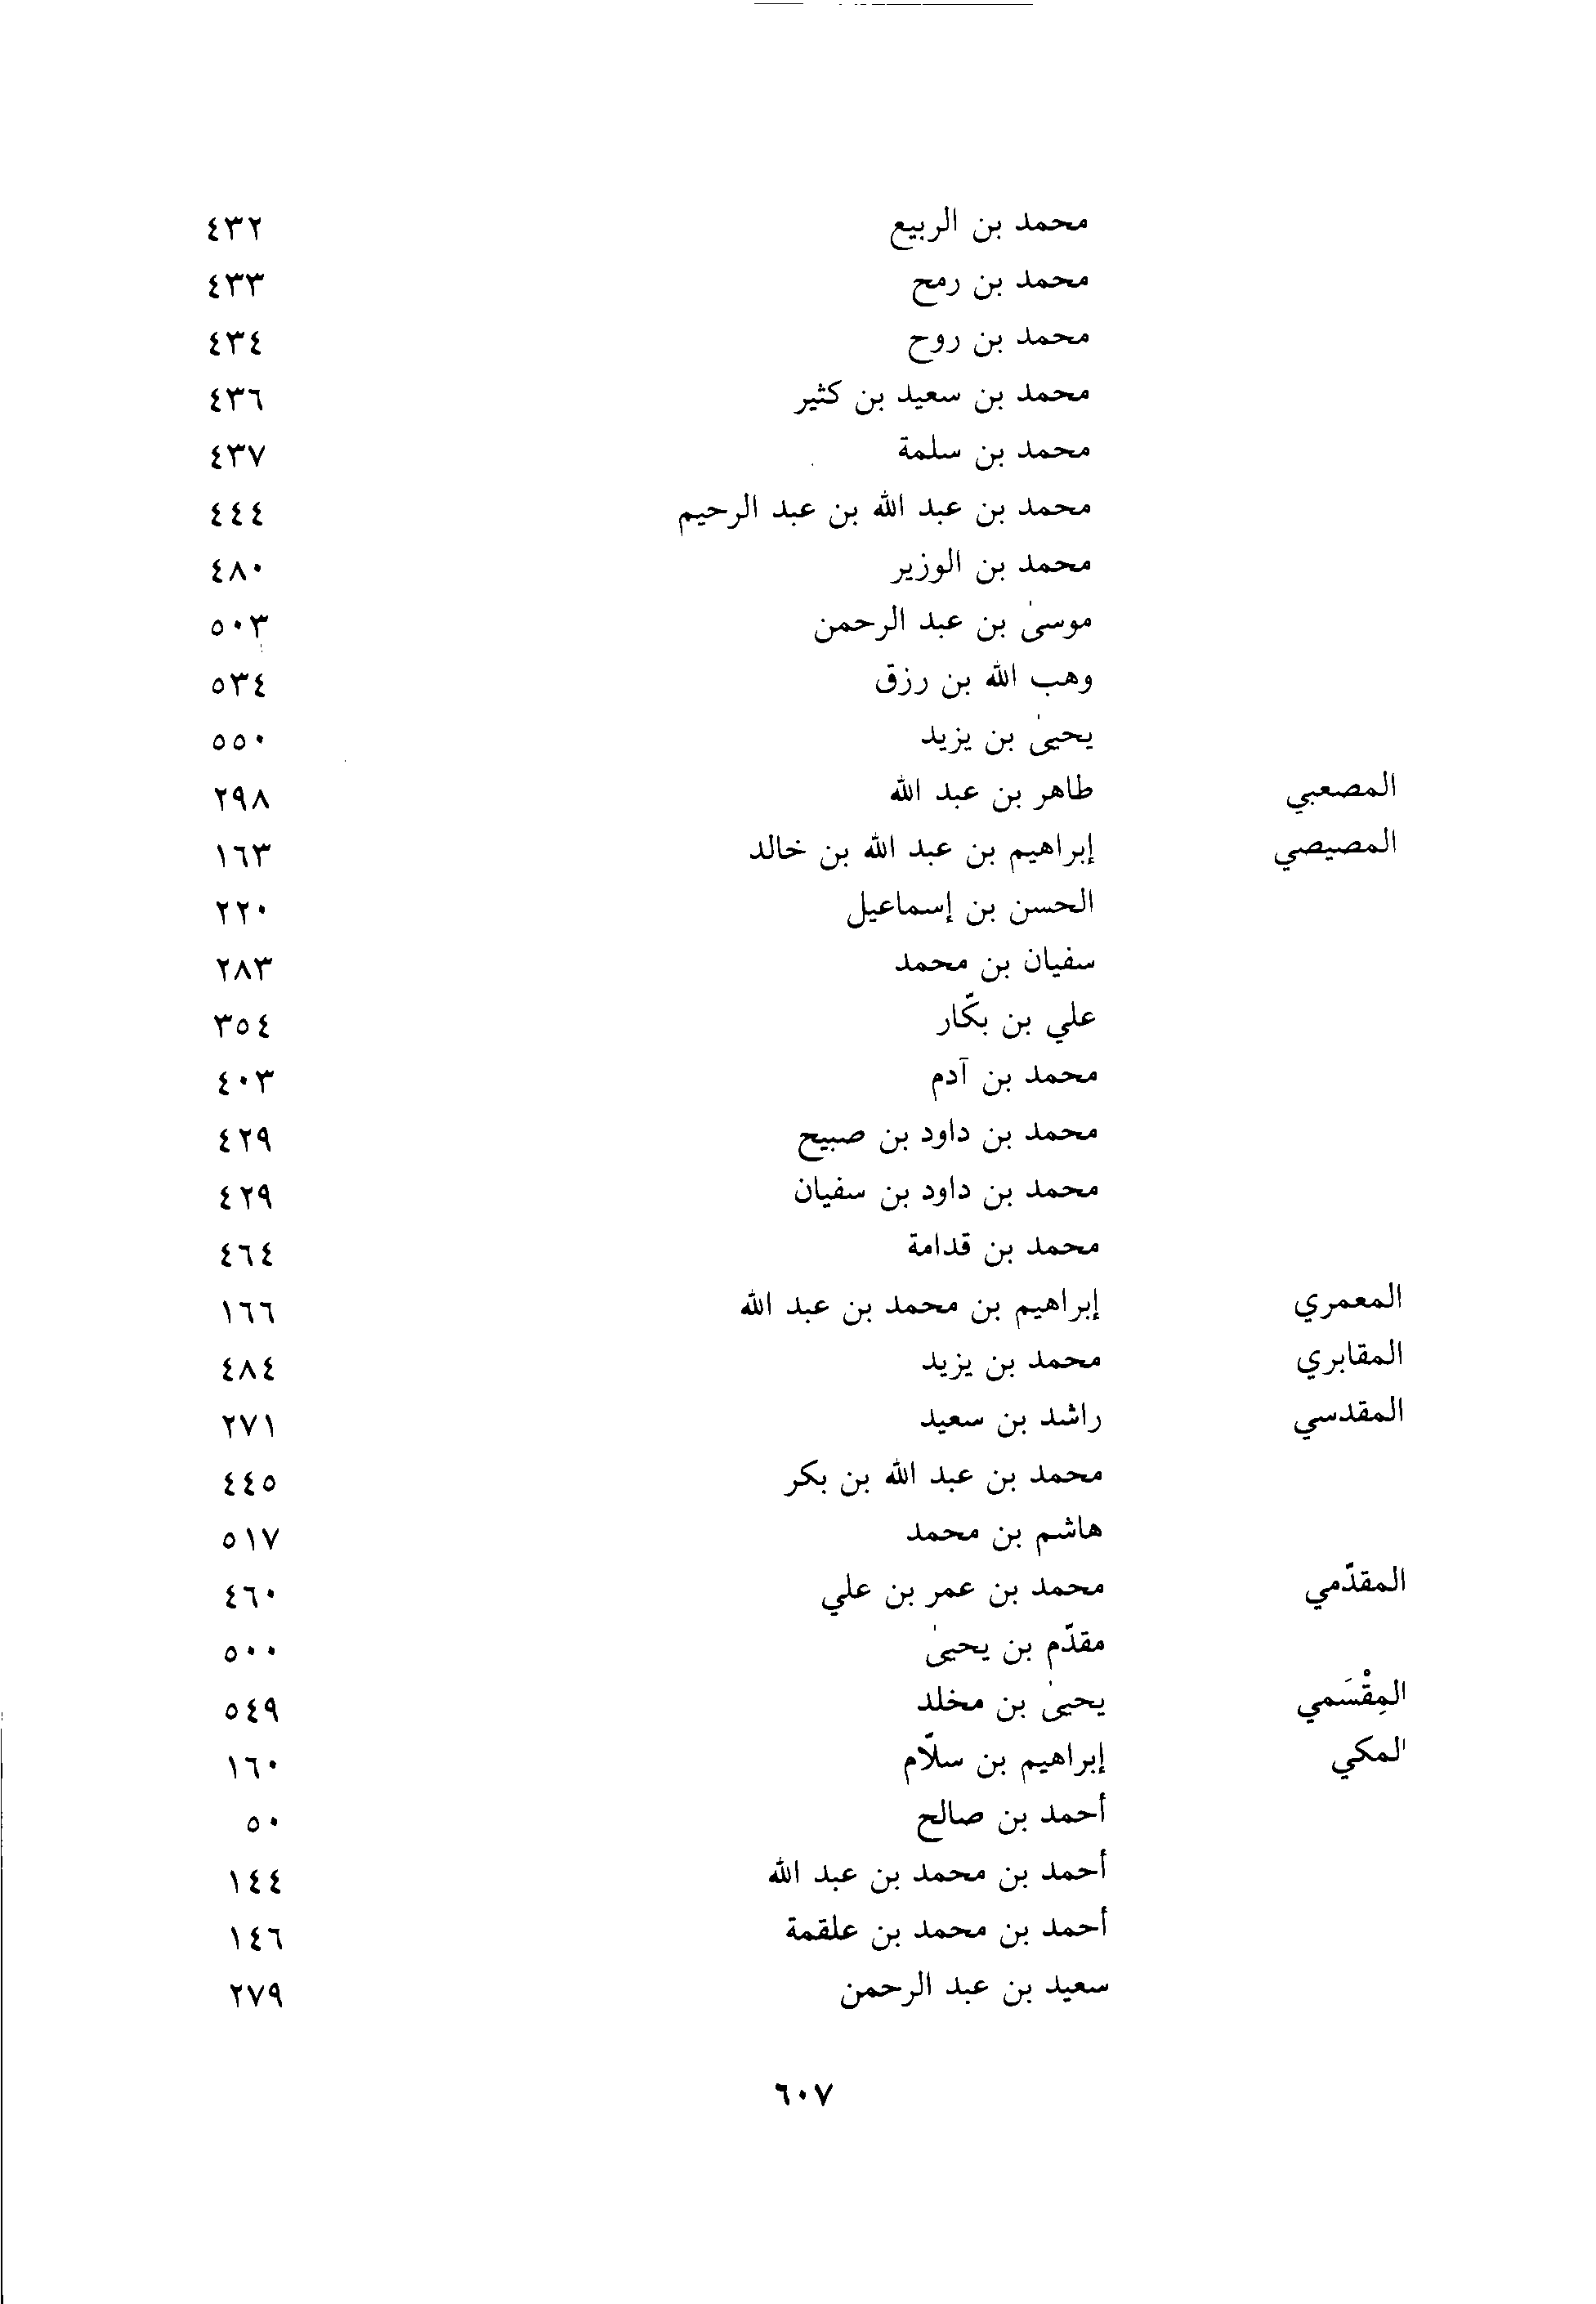 محمد بن الربيع ٤٣٢
محمد بن رمح ٤٣٣
محمد بن روح ٤٣٤
محمد بن سعيد بن كثير ٤٣٦
محمد بن سلمة ٤٣٧
محمد بن عبد الله بن عبد الرحيم ٤٤٤
محمد بن الوزير ٤٨٠
موسىٰ بن عبد الرحمن ٥٠٣
وهب الله بن رزق ٥٣٤
يحيىٰ بن يزيد ٥٥٠
المصعبي طاهر بن عبد الله ٢٩٨
المصيصي إبراهيم بن عبد الله بن خالد ١٦٣
الحسن بن إسماعيل ٢٢٠
سفيان بن محمد ٢٨٣
علي بن بكّار ٣٥٤
محمد بن آدم ٤٠٣
محمد بن داود بن صبيح ٤٢٩
محمد بن داود بن سفيان ٤٢٩
محمد بن قدامة ٤٦٤
المعمري إبراهيم بن محمد بن عبد الله ١٦٦
المقابري محمد بن يزيد ٤٨٤
المقدسي راشد بن سعيد ٢٧١
محمد بن عبد الله بن بكر ٤٤٥
هاشم بن محمد ٥١٧
المقدّمي محمد بن عمر بن علي ٤٦٠
مقدّم بن يحيىٰ ٥٠٠
المِقْسَمي يحيىٰ بن مخلد ٥٤٩
المكي إبراهيم بن سلاّم ١٦٠
أحمد بن صالح ٥٠
أحمد بن محمد بن عبد الله ١٤٤
أحمد بن محمد بن علقمة ١٤٦
سعيد بن عبد الرحمن ٢٧٩
٦٠٧